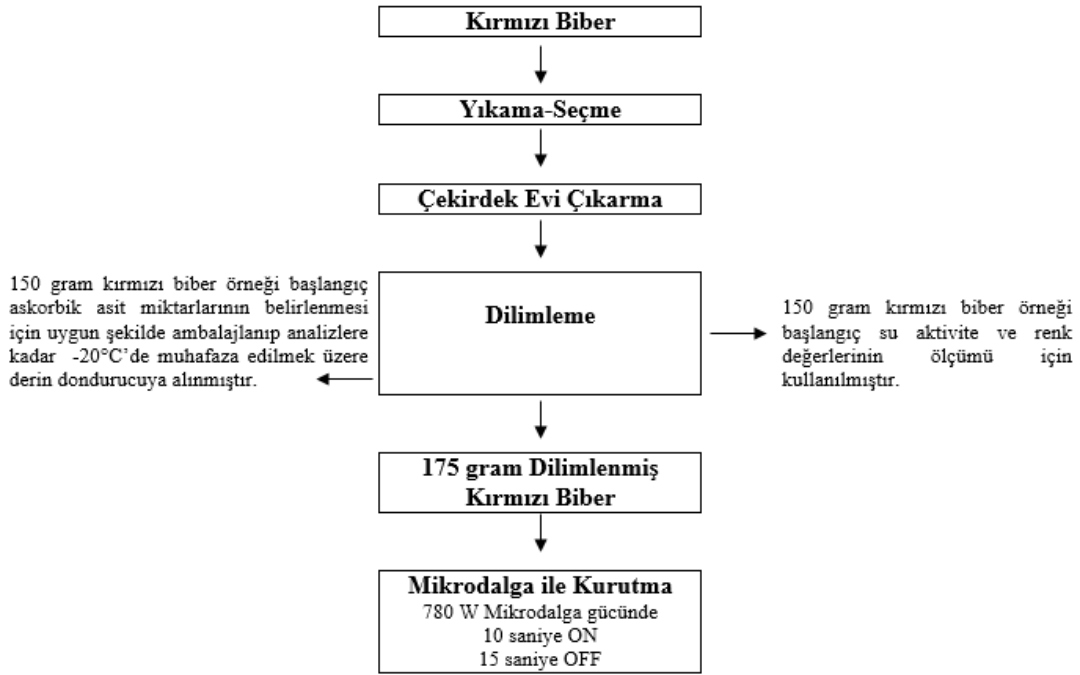 Kırmızı Biber
Yıkama-Seçme
Çekirdek Evi Çıkarma
150 gram kırmızı biber örneği başlangıç
askorbik asit miktarlarının belirlenmesi
için uygun şekilde ambalajlanıp analizlere
kadar -20°C’de muhafaza edilmek üzere
derin dondurucuya alınmıştır.
Dilimleme
150 gram kırmızı biber örneği
başlangıç su aktivite ve renk
değerlerinin ölçümü için
kullanılmıştır.
175 gram Dilimlenmiş
Kırmızı Biber
Mikrodalga ile Kurutma
780 W Mikrodalga gücünde
10 saniye ON
15 saniye OFF